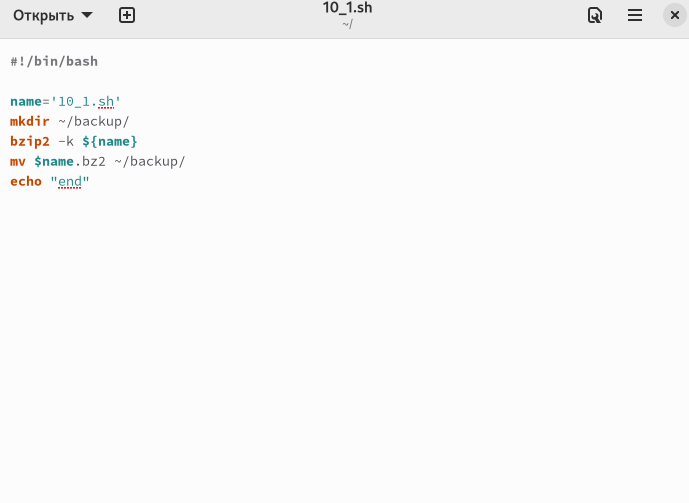 Открыть
10_1.sh
~/
#!/bin/bash
name='10_1.sh'
mkdir ~/backup/
bzip2 -k ${name}
mv $name.bz2 ~/backup/
echo "end"